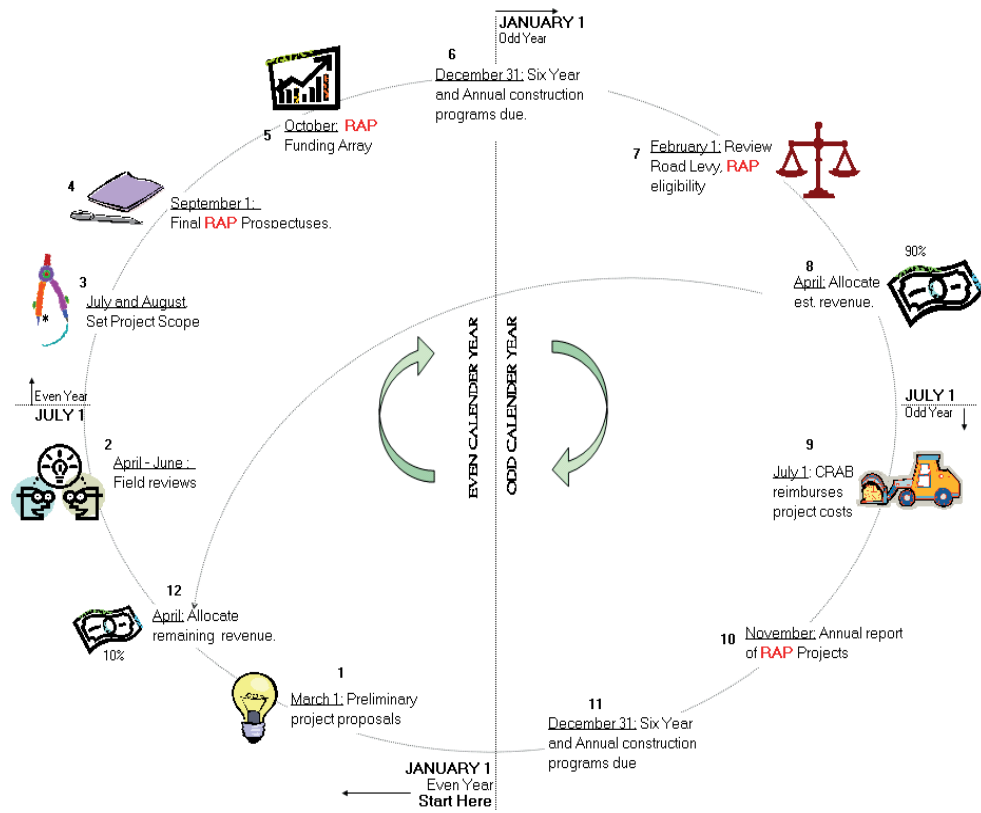 JANUARY 1
Odd Year
6
December 31: Six Year
and Annual construction
programs due.
5
October: RAP
Funding Array
7
February 1: Review
Road Levy, RAP
eligibility
4
September 1:
Final RAP Prospectuses.
3
July and August
Set Project Scope
*
90%
8
April: Allocate
est. revenue.
EVEN CALENDER YEAR
ODD CALENDER YEAR
Even Year
JULY 1
JULY 1
Odd Year
2
April - June :
Field reviews
9
July 1: CRAB
reimburses
project costs
12
April: Allocate
remaining revenue.
10%
10
November: Annual report
of RAP Projects
1
March 1: Preliminary
project proposals
11
December 31: Six Year
and Annual construction
programs due
JANUARY 1
Even Year
Start Here